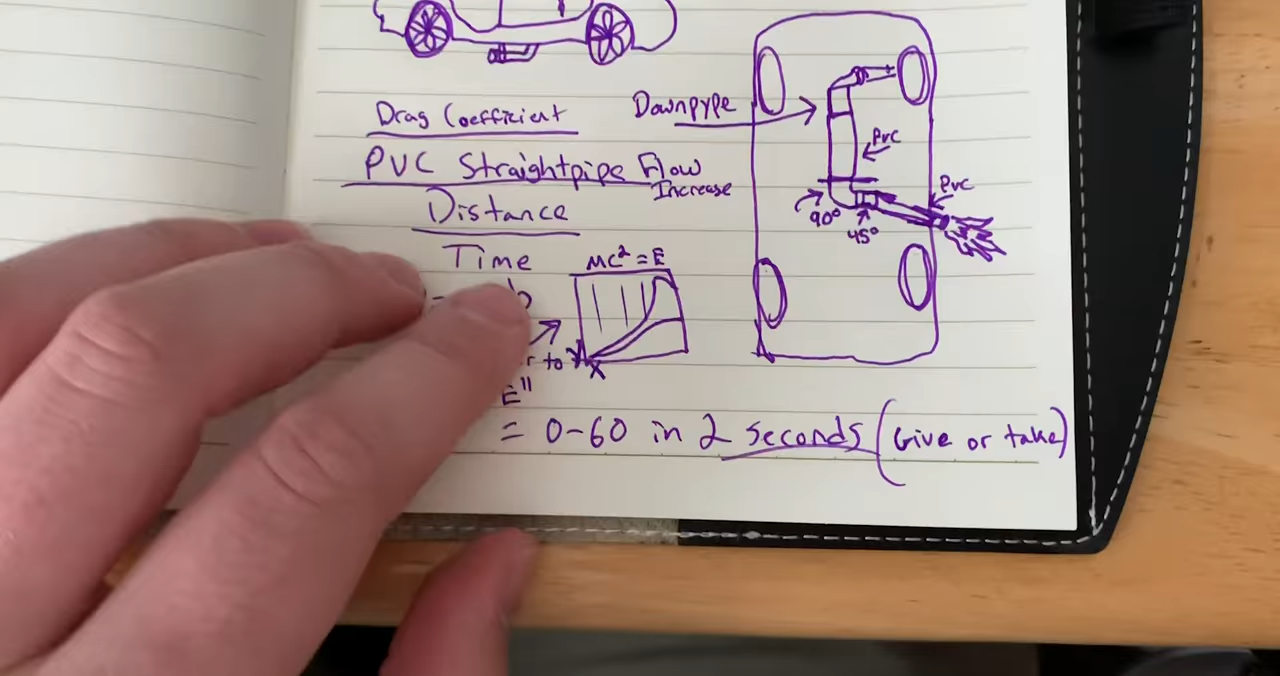 Drag Coefficient
Downpype
PVC Straightpipe Flow
Increase
Distance
Time
MC² = E
to
X
E"
= 0-60 in 2 seconds (Give or take)
PVC
PVC
90°
45°